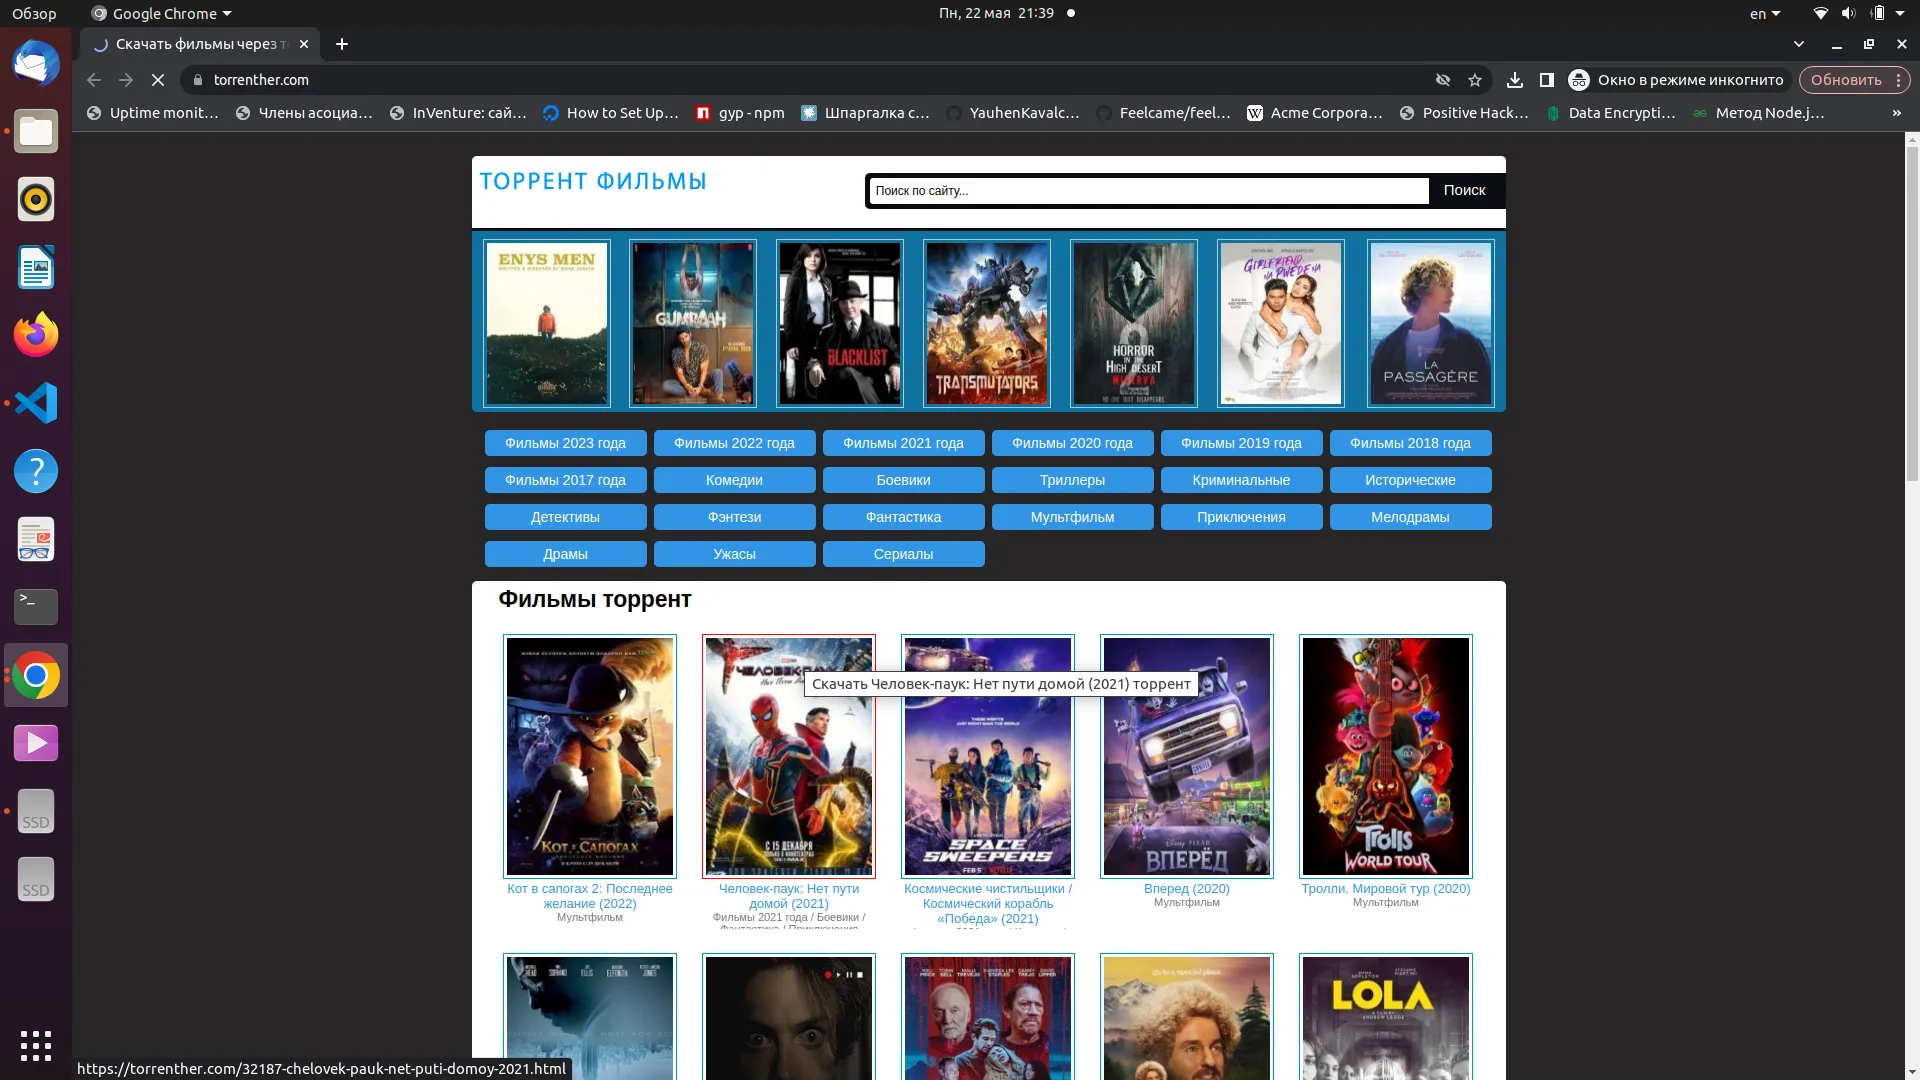 Обзор
Google Chrome
Пн, 22 мая 21:39
en
Скачать фильмы через т
torrenther.com
Окно в режиме инкогнито
Обновить
Uptime monit...
Члены асоциа...
InVenture: сай...
How to Set Up...
gyp - npm
Шпаргалка с...
YauhenKavalc...
Feelcame/feel...
Acme Corpora...
Positive Hack...
Data Encrypti...
Метод Node.j...
»
ТОРРЕНТ ФИЛЬМЫ
Поиск по сайту...
Поиск
ENYS MEN
GUMRAAH
BLACKLIST
TRANSMUTATORS
HORROR
IN THE
HIGH DESERT
MINERVA
GIRLFRIEND
NA PWEDE NA
LA
PASSAGÈRE
Фильмы 2023 года
Фильмы 2022 года
Фильмы 2021 года
Фильмы 2020 года
Фильмы 2019 года
Фильмы 2018 года
Фильмы 2017 года
Комедии
Боевики
Триллеры
Криминальные
Исторические
Детективы
Фэнтези
Фантастика
Мультфильм
Приключения
Мелодрамы
Драмы
Ужасы
Сериалы
Фильмы торрент
Кот в Сапогах
С 15 ДЕКАБРЯ
Скачать Человек-паук: Нет пути домой (2021) торрент
SPACE
SWEEPERS
FEB 5
Disney PIXAR
ВПЕРЁД
Trolls
WORLD TOUR
Кот в сапогах 2: Последнее
желание (2022)
Мультфильм
Человек-паук: Нет пути
домой (2021)
Фильмы 2021 года / Боевики /
Фантастика / Приключения
Космические чистильщики /
Космический корабль
«Победа» (2021)
Вперед (2020)
Мультфильм
Тролли. Мировой тур (2020)
Мультфильм
LOLA
SSD
SSD
https://torrenther.com/32187-chelovek-pauk-net-puti-domoy-2021.html